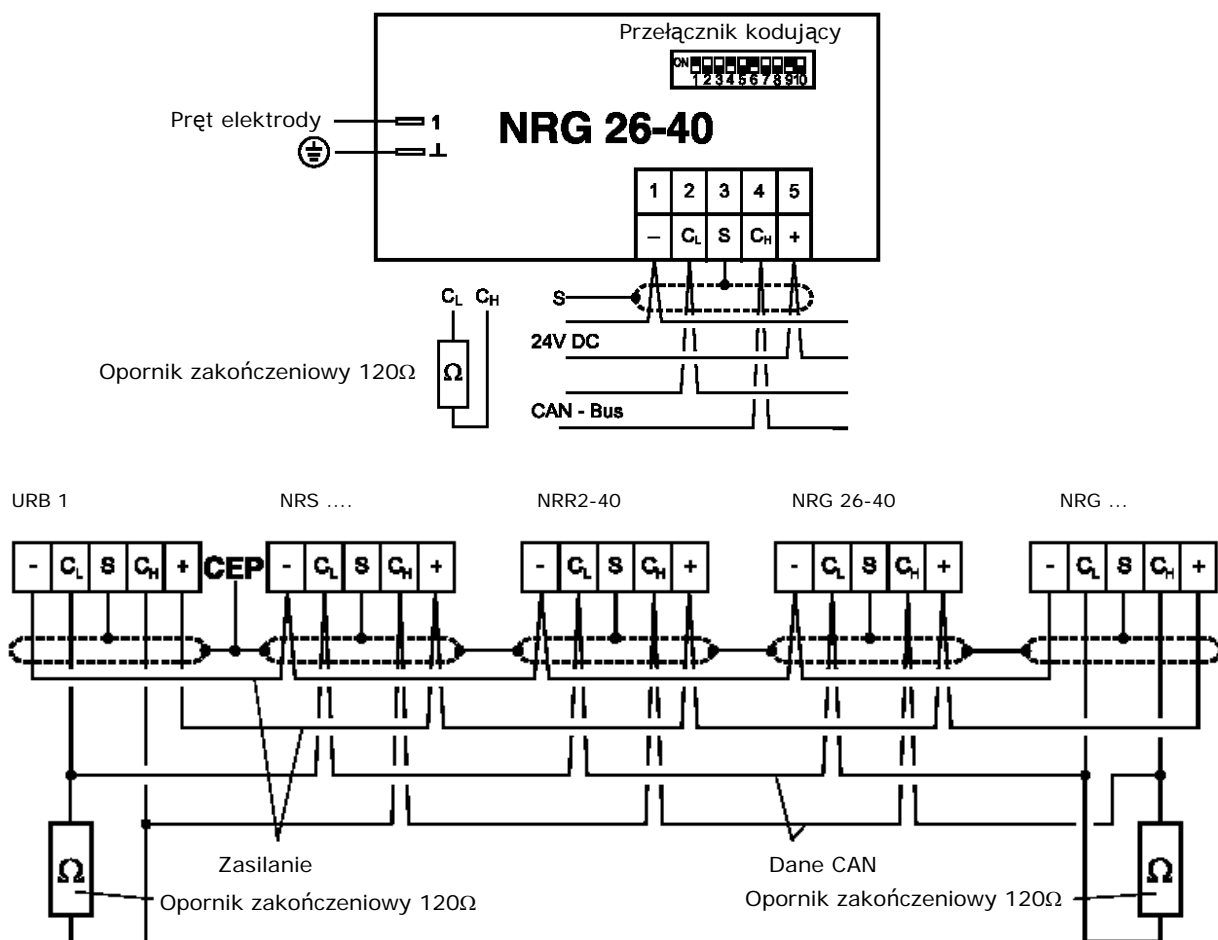 Przełącznik kodujący
ON
1 2 3 4 5 6 7 8 9 10
Pręt elektrody
1
NRG 26-40
1 2 3 4 5
– CL S CH +
CL CH
S
24V DC
Opornik zakończeniowy 120Ω
Ω
CAN - Bus
URB 1 NRS .... NRR2-40 NRG 26-40 NRG ...
- CL S CH + CEP - CL S CH + - CL S CH + - CL S CH + - CL S CH +
Ω Ω
Zasilanie Dane CAN
Opornik zakończeniowy 120Ω Opornik zakończeniowy 120Ω